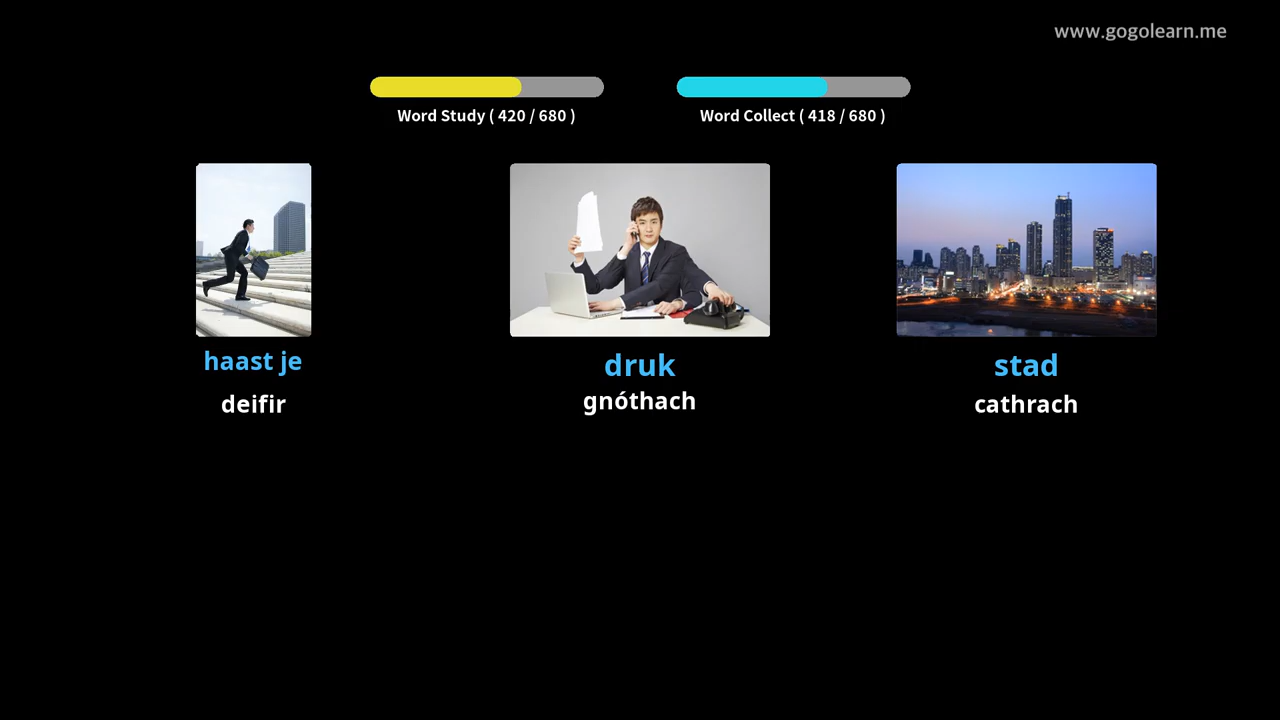 www.gogolearn.me
Word Study ( 420 / 680 )
Word Collect ( 418 / 680 )
haast je
deifir
druk
gnóthach
stad
cathrach